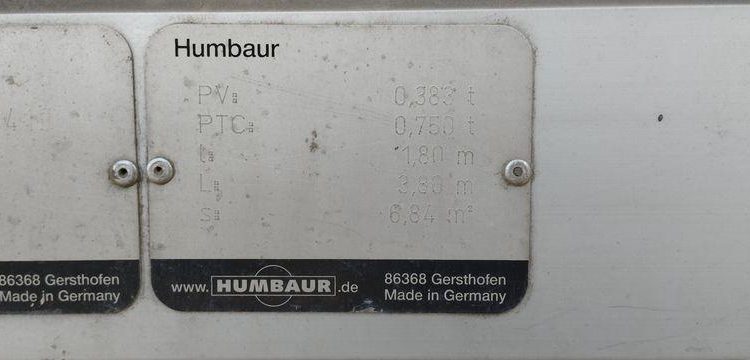 Humbaur
PV: 0,383 t
PTC: 0,750 t
l: 1,80 m
L: 3,80 m
s: 6,84 m²
www.HUMBAUR.de
86368 Gersthofen
Made in Germany
4
86368 Gersthofen
Made in Germany